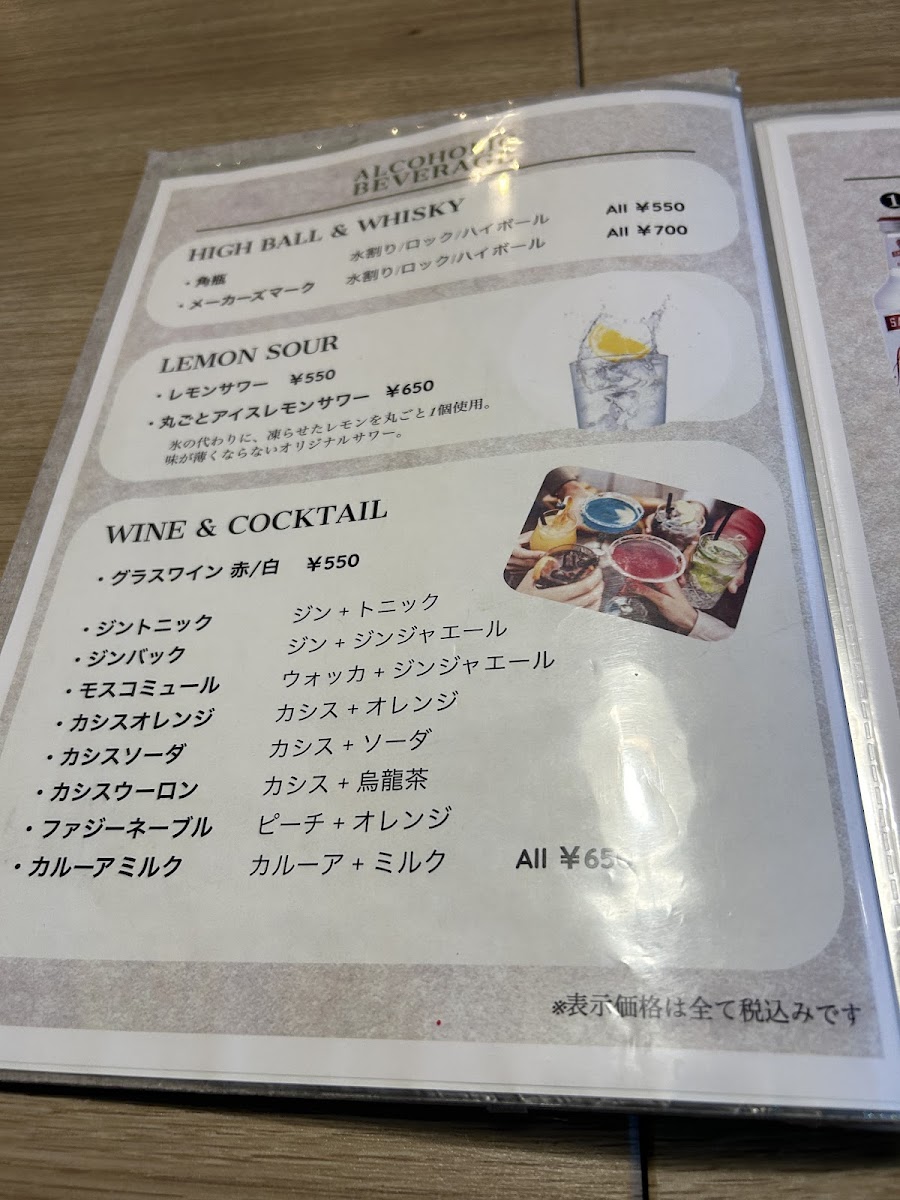 ALCOHOLIC
BEVERAGE
HIGH BALL & WHISKY
・角瓶 水割り/ロック/ハイボール All ¥550
・メーカーズマーク 水割り/ロック/ハイボール All ¥700
LEMON SOUR
・レモンサワー ¥550
・丸ごとアイスレモンサワー ¥650
氷の代わりに、凍らせたレモンを丸ごと1個使用。
味が薄くならないオリジナルサワー。
WINE & COCKTAIL
・グラスワイン 赤/白 ¥550
・ジントニック ジン + トニック
・ジンバック ジン + ジンジャエール
・モスコミュール ウォッカ + ジンジャエール
・カシスオレンジ カシス + オレンジ
・カシスソーダ カシス + ソーダ
・カシスウーロン カシス + 烏龍茶
・ファジーネーブル ピーチ + オレンジ
・カルーアミルク カルーア + ミルク All ¥650
※表示価格は全て税込みです